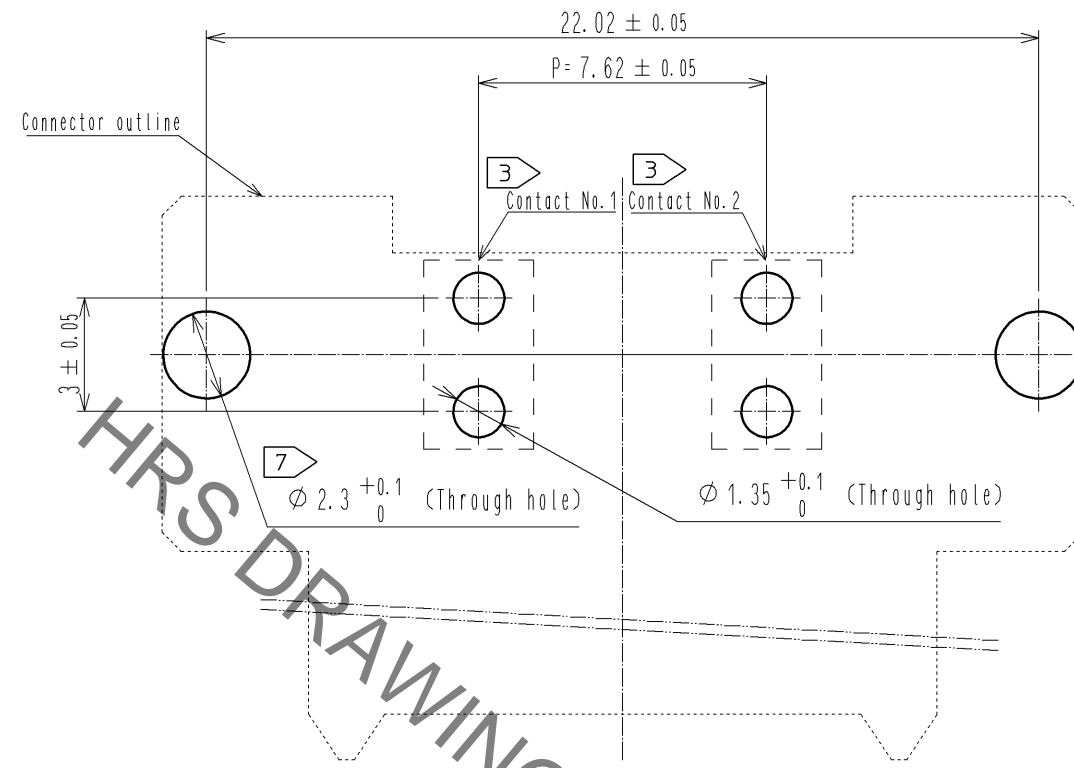 22.02 ± 0.05
P= 7.62 ± 0.05
Connector outline
3
3
Contact No.1
Contact No.2
3 ± 0.05
7
Ø 2.3 +0.1 0 (Through hole)
Ø 1.35 +0.1 0 (Through hole)
HRS DRAWING